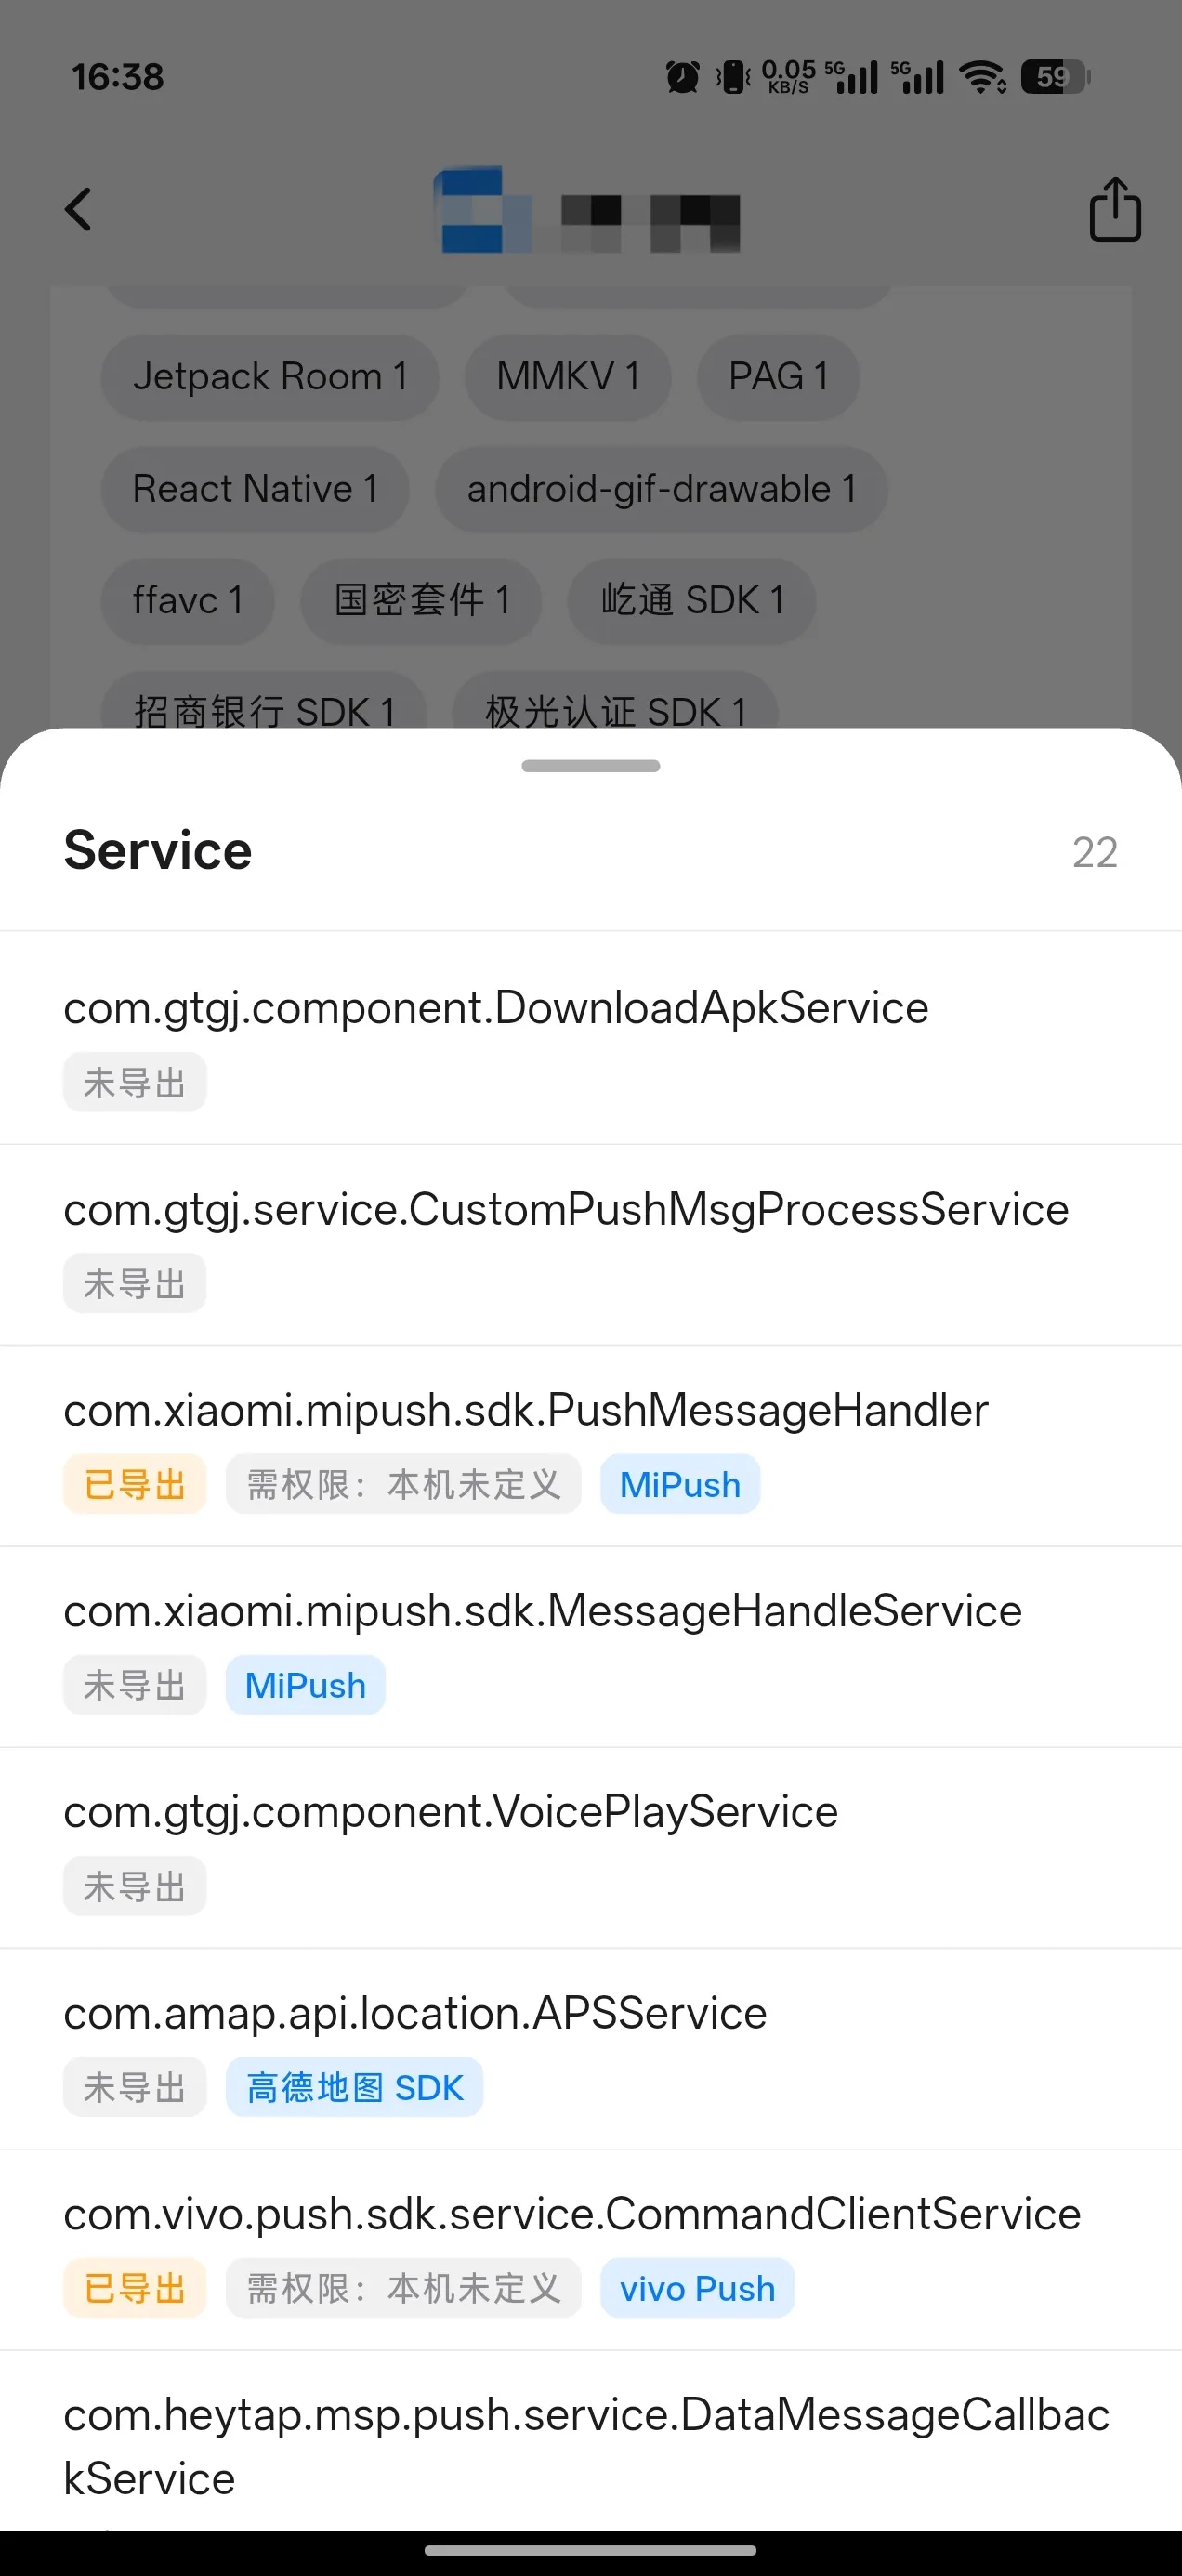 16:38
0.05
KB/S
5G
5G
59
Jetpack Room 1
MMKV 1
PAG 1
React Native 1
android-gif-drawable 1
ffavc 1
国密套件 1
屹通 SDK 1
招商银行 SDK 1
极光认证 SDK 1
Service
22
com.gtgj.component.DownloadApkService
未导出
com.gtgj.service.CustomPushMsgProcessService
未导出
com.xiaomi.mipush.sdk.PushMessageHandler
已导出
需权限：本机未定义
MiPush
com.xiaomi.mipush.sdk.MessageHandleService
未导出
MiPush
com.gtgj.component.VoicePlayService
未导出
com.amap.api.location.APSService
未导出
高德地图 SDK
com.vivo.push.sdk.service.CommandClientService
已导出
需权限：本机未定义
vivo Push
com.heytap.msp.push.service.DataMessageCallbac
kService